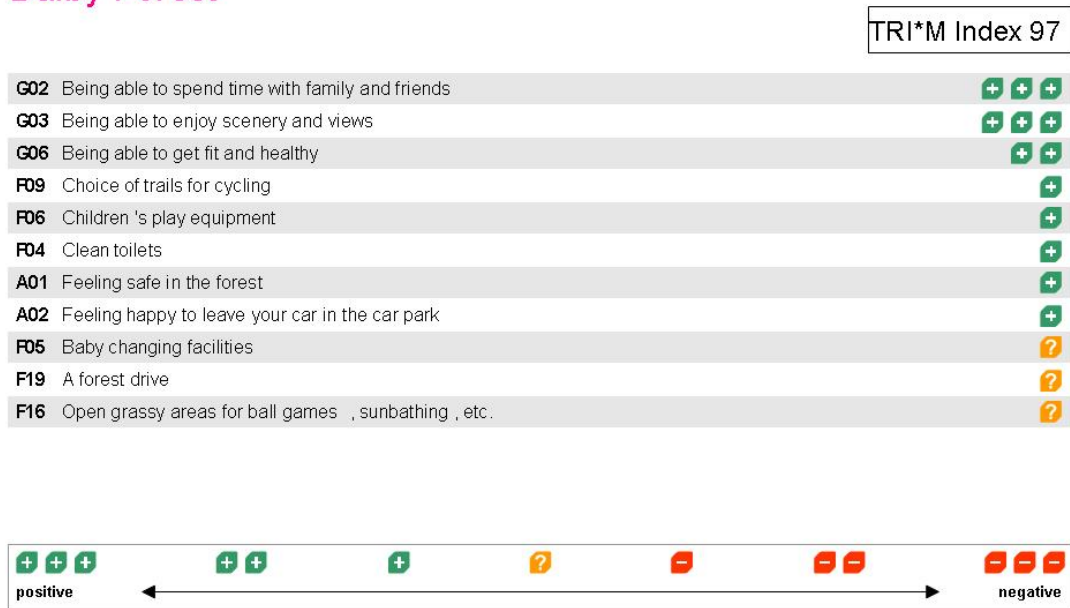 TRI*M Index 97
G02 Being able to spend time with family and friends
G03 Being able to enjoy scenery and views
G06 Being able to get fit and healthy
F09 Choice of trails for cycling
F06 Children 's play equipment
F04 Clean toilets
A01 Feeling safe in the forest
A02 Feeling happy to leave your car in the car park
F05 Baby changing facilities
F19 A forest drive
F16 Open grassy areas for ball games , sunbathing , etc.
positive negative